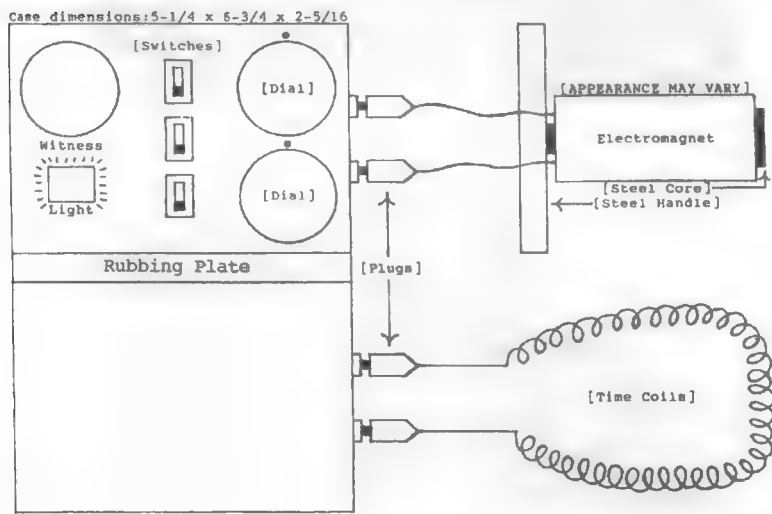 Case dimensions:5-1/4 x 6-3/4 x 2-5/16
[Switches]
[Dial]
[APPEARANCE MAY VARY]
Electromagnet
Witness
Light
[Dial]
[Steel Core]
[Steel Handle]
Rubbing Plate
[Plugs]
[Time Coils]